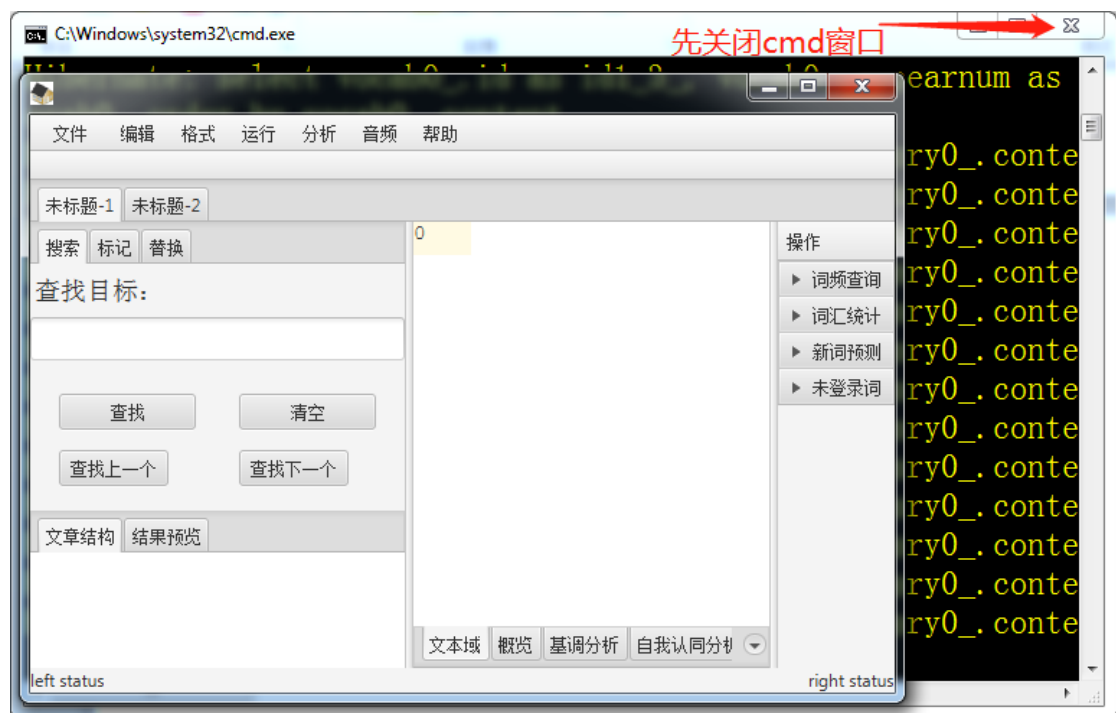 C:\Windows\system32\cmd.exe
先关闭cmd窗口
earnum as
文件 编辑 格式 运行 分析 音频 帮助
未标题-1 未标题-2
搜索 标记 替换
查找目标:
查找 清空
查找上一个 查找下一个
文章结构 结果预览
0
文本域 概览 基调分析 自我认同分析
操作
词频查询
词汇统计
新词预测
未登录词
left status
right status
ry0_.conte
ry0_.conte
ry0_.conte
ry0_.conte
ry0_.conte
ry0_.conte
ry0_.conte
ry0_.conte
ry0_.conte
ry0_.conte
ry0_.conte
ry0_.conte
ry0_.conte